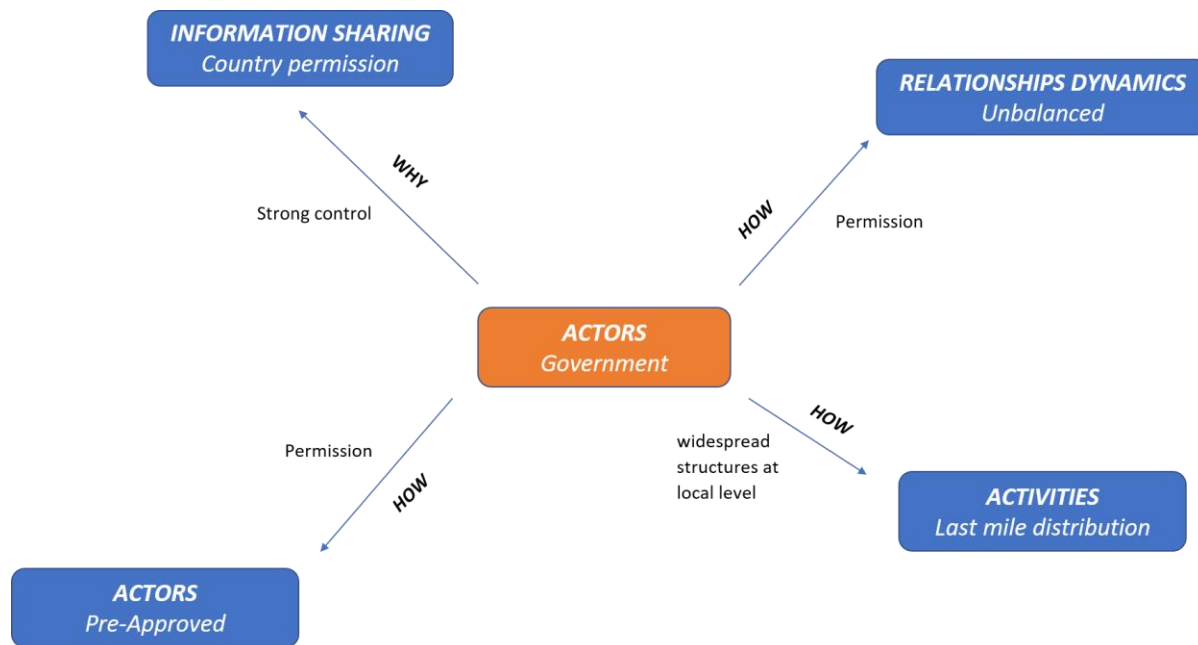 INFORMATION SHARING
Country permission
RELATIONSHIPS DYNAMICS
Unbalanced
WHY
Strong control
HOW
Permission
ACTORS
Government
Permission
HOW
HOW
widespread
structures at
local level
ACTIVITIES
Last mile distribution
ACTORS
Pre-Approved